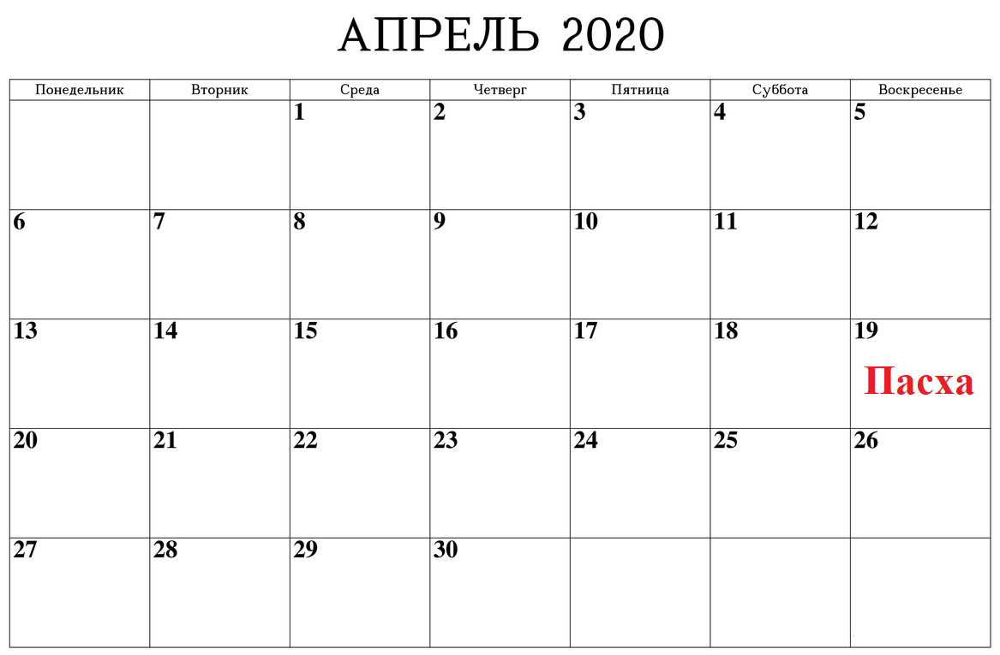 АПРЕЛЬ 2020
Понедельник Вторник Среда Четверг Пятница Суббота Воскресенье
1 2 3 4 5
6 7 8 9 10 11 12
13 14 15 16 17 18 19
Пасха
20 21 22 23 24 25 26
27 28 29 30